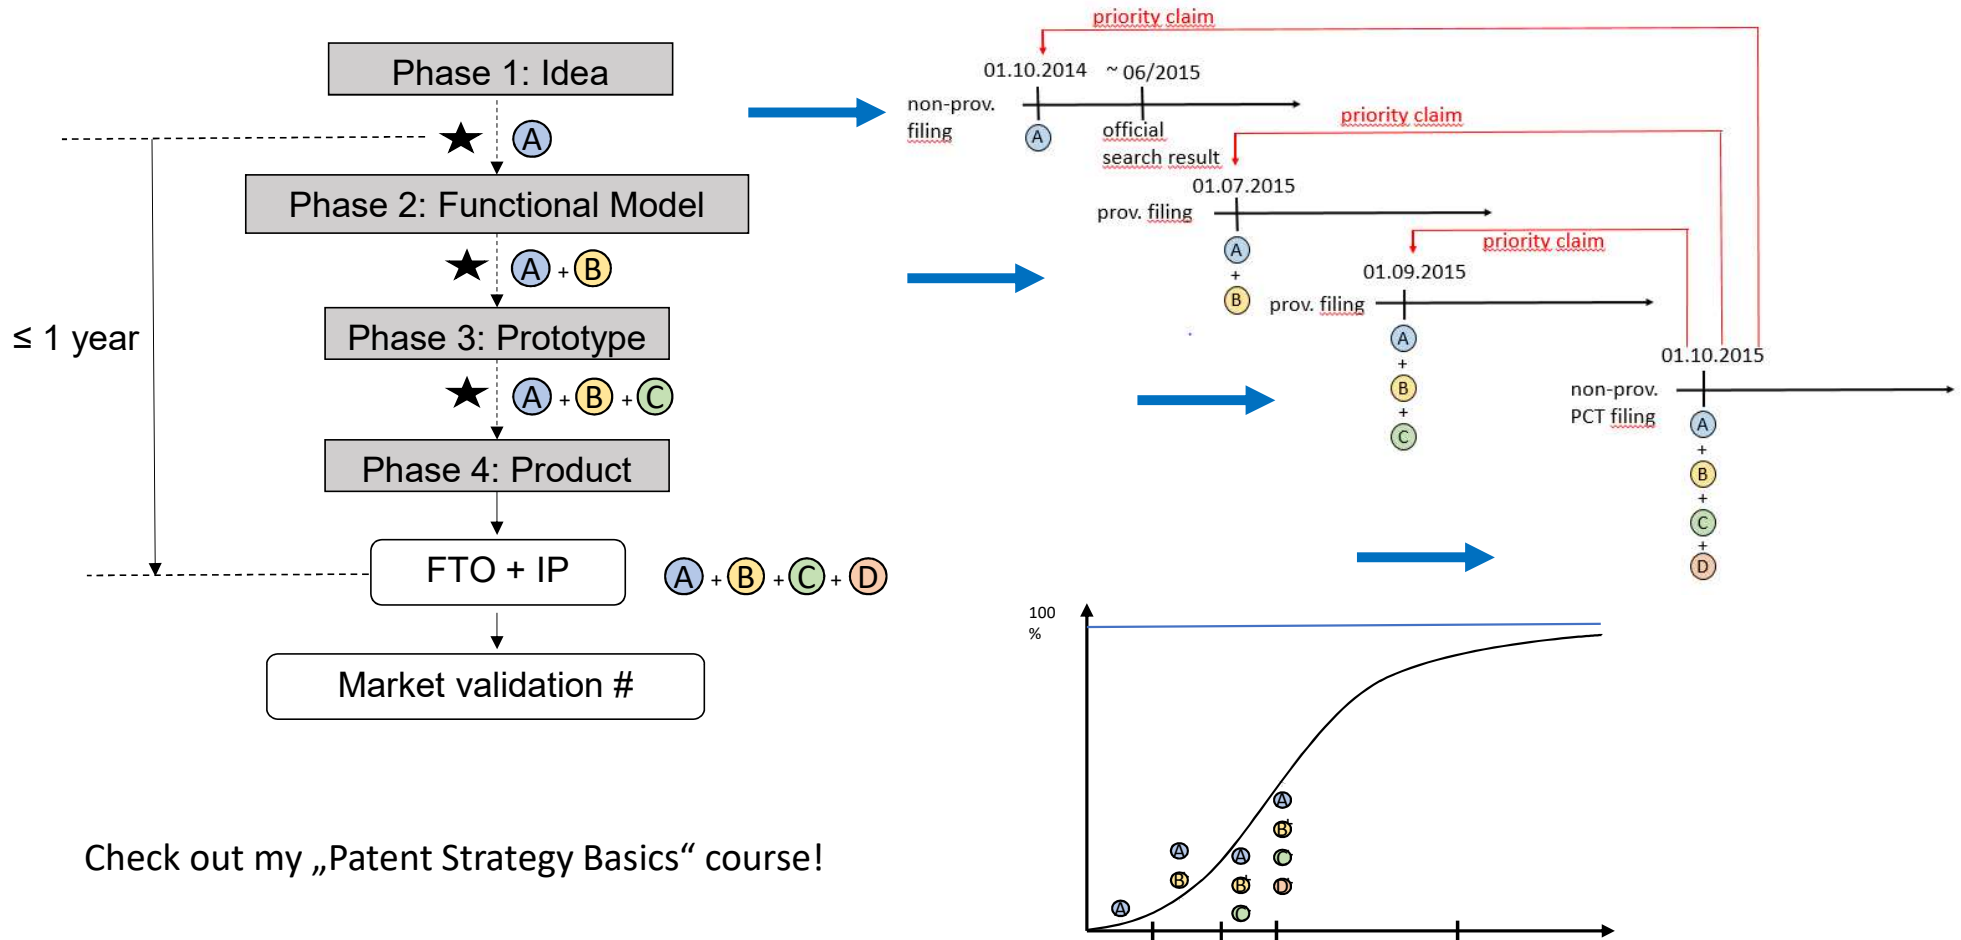 Phase 1: Idea
A
Phase 2: Functional Model
A + B
≤ 1 year
Phase 3: Prototype
A + B + C
Phase 4: Product
FTO + IP
A + B + C + D
Market validation #
Check out my „Patent Strategy Basics“ course!
priority claim
01.10.2014 ~ 06/2015
non-prov.
filing
A
official
search result
priority claim
01.07.2015
prov. filing
A
+
B
priority claim
01.09.2015
prov. filing
A
+
B
+
C
01.10.2015
non-prov.
PCT filing
A
+
B
+
C
+
D
100
%
A
A
B
A
B
C
A
B
C
D